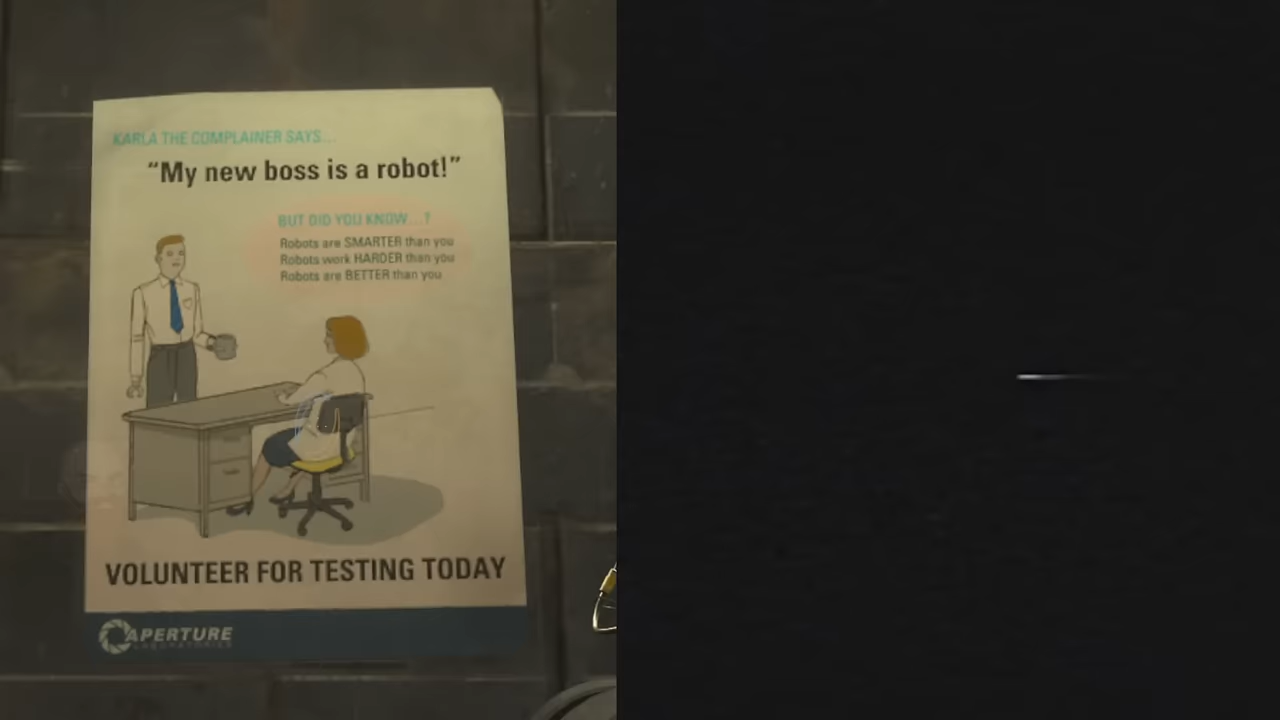 KARLA THE COMPLAINER SAYS...
“My new boss is a robot!”
BUT DID YOU KNOW...?
Robots are SMARTER than you
Robots work HARDER than you
Robots are BETTER than you
VOLUNTEER FOR TESTING TODAY
APERTURE
LABORATORIES